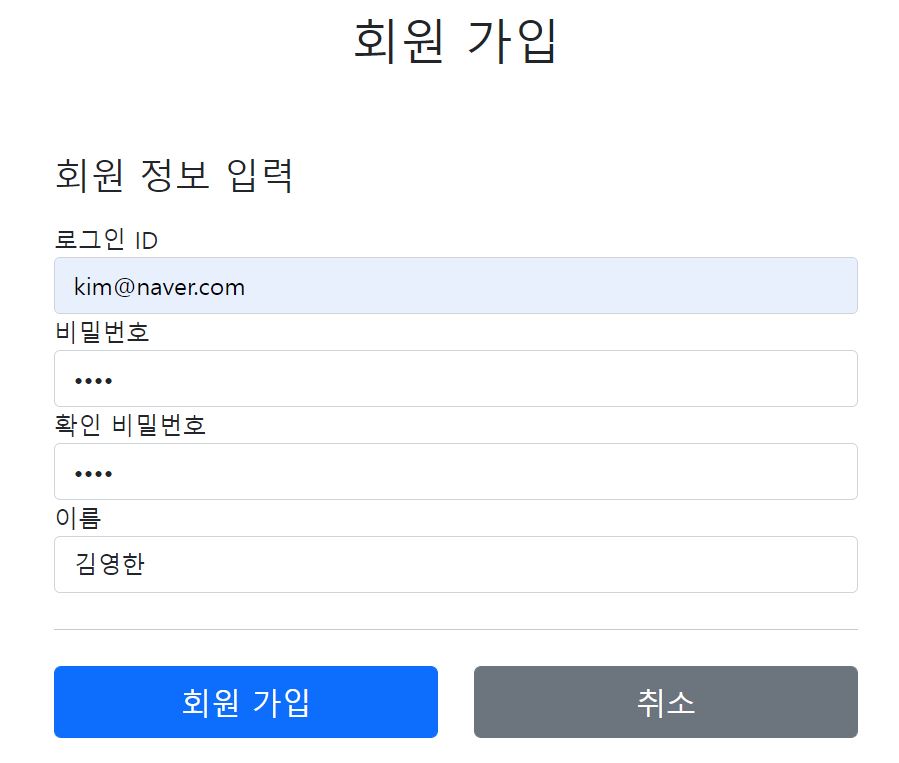 회원 가입
회원 정보 입력
로그인 ID
kim@naver.com
비밀번호
••••
확인 비밀번호
••••
이름
김영한
회원 가입
취소